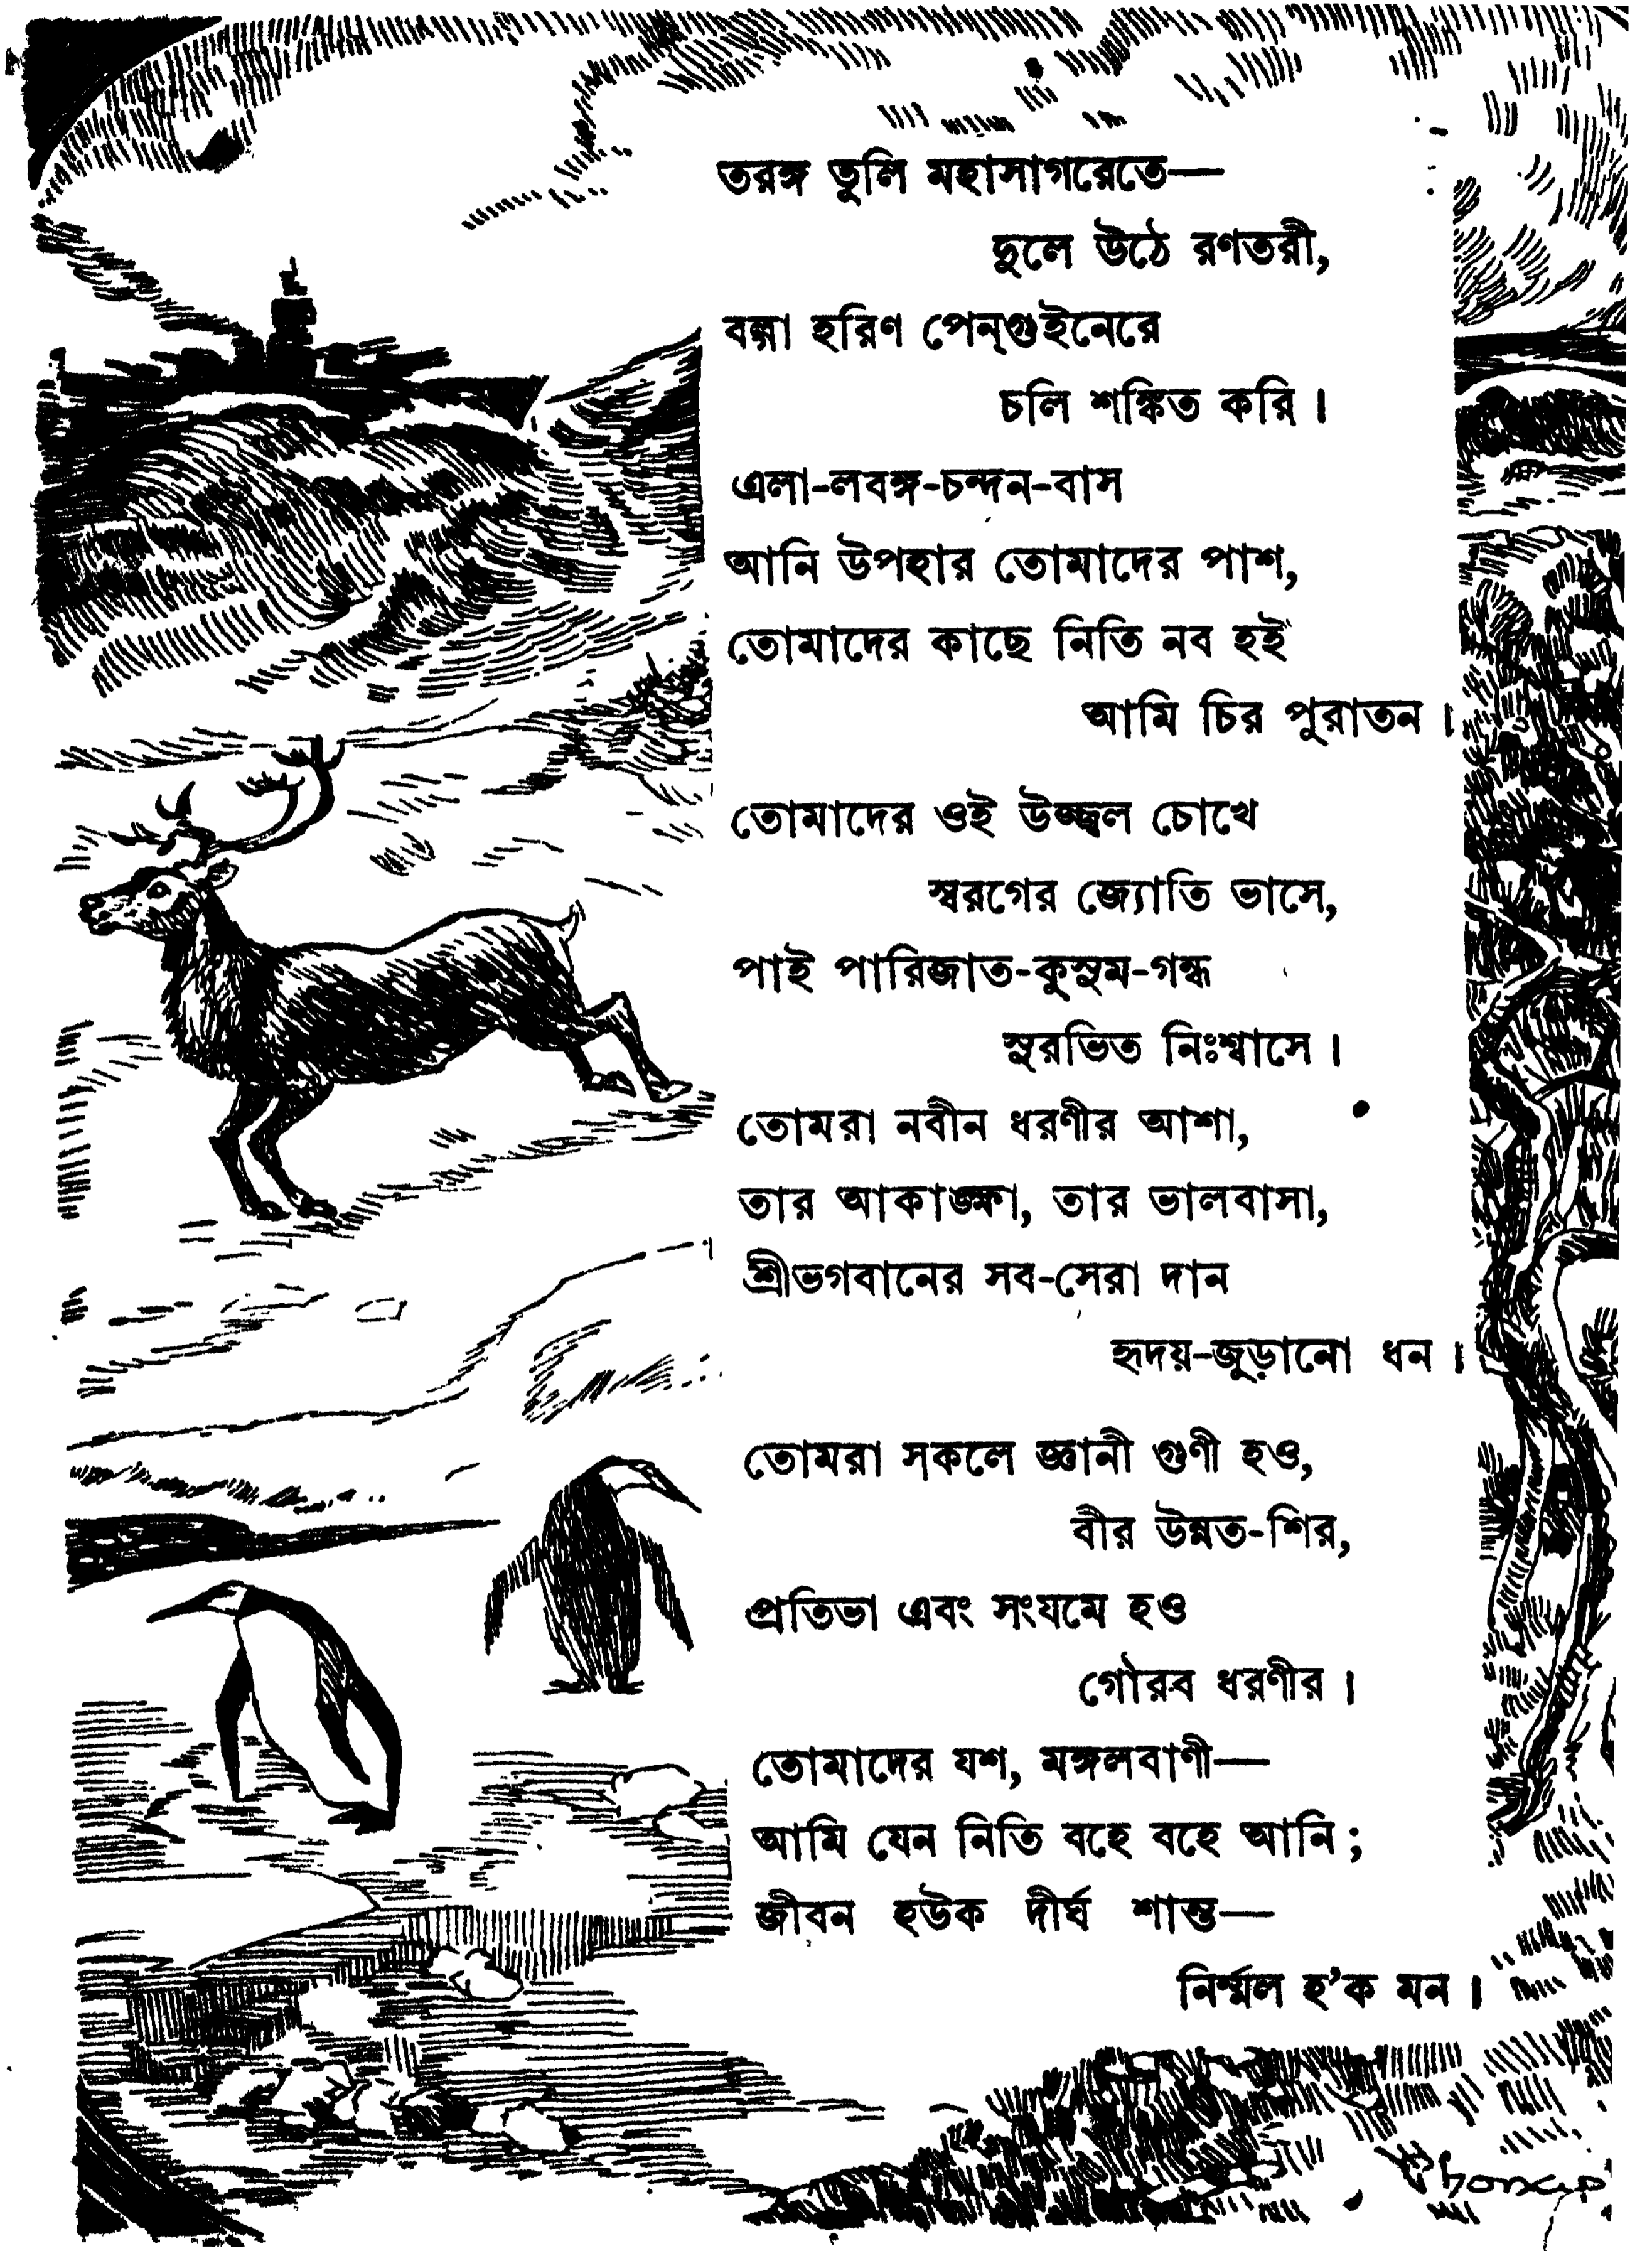 তরঙ্গ তুলি মহাসাগরেতে—
দুলে উঠে রণতরী,
বল্গা হরিণ পেন্‌গুইনেরে
চলি শঙ্কিত করি।
এলা-লবঙ্গ-চন্দন-বাস
আনি উপহার তোমাদের পাশ,
তোমাদের কাছে নিতি নব হই
আমি চির পুরাতন।
তোমাদের ওই উজ্জ্বল চোখে
স্বরগের জ্যোতি ভাসে,
পাই পারিজাত-কুসুম-গন্ধ
সুরভিত নিঃশ্বাসে।
তোমরা নবীন ধরণীর আশা,
তার আকাঙ্ক্ষা, তার ভালবাসা,
শ্রীভগবানের সব-সেরা দান
হৃদয়-জুড়ানো ধন।
তোমরা সকলে জ্ঞানী গুণী হও,
বীর উন্নত-শির,
প্রতিভা এবং সংযমে হও
গৌরব ধরণীর।
তোমাদের যশ, মঙ্গলবাণী—
আমি যেন নিতি বহে বহে আনি;
জীবন হউক দীর্ঘ শান্ত—
নির্ম্মল হ'ক মন।